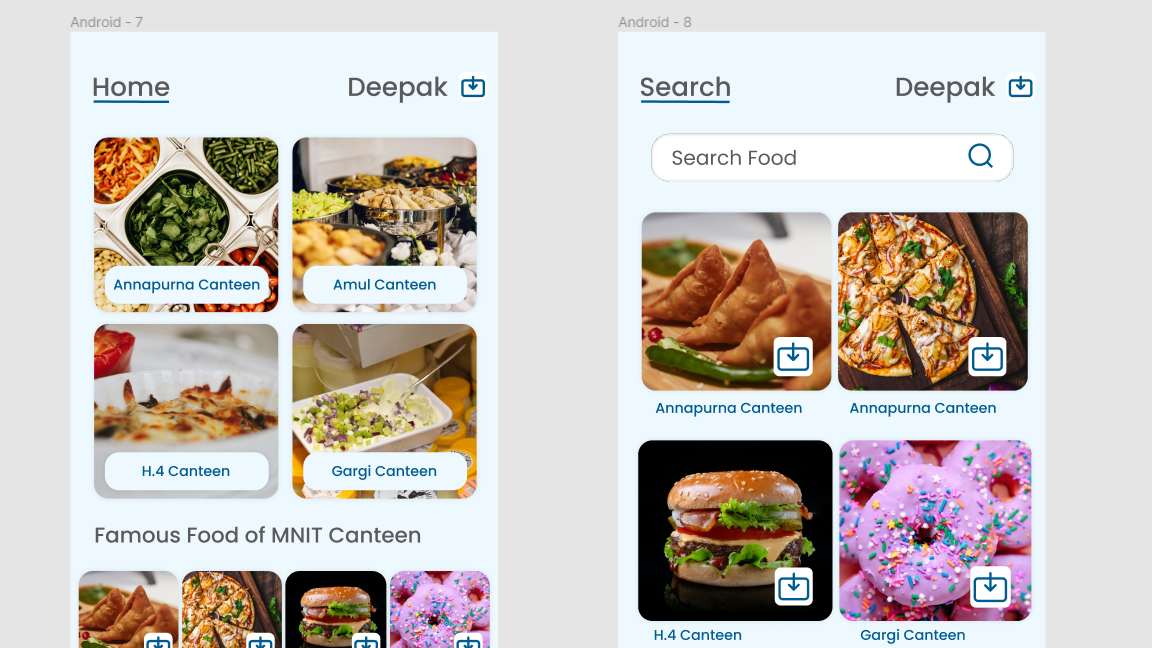 Android - 7
Home
Deepak
Annapurna Canteen
Amul Canteen
H.4 Canteen
Gargi Canteen
Famous Food of MNIT Canteen
Android - 8
Search
Deepak
Search Food
Annapurna Canteen
Annapurna Canteen
H.4 Canteen
Gargi Canteen